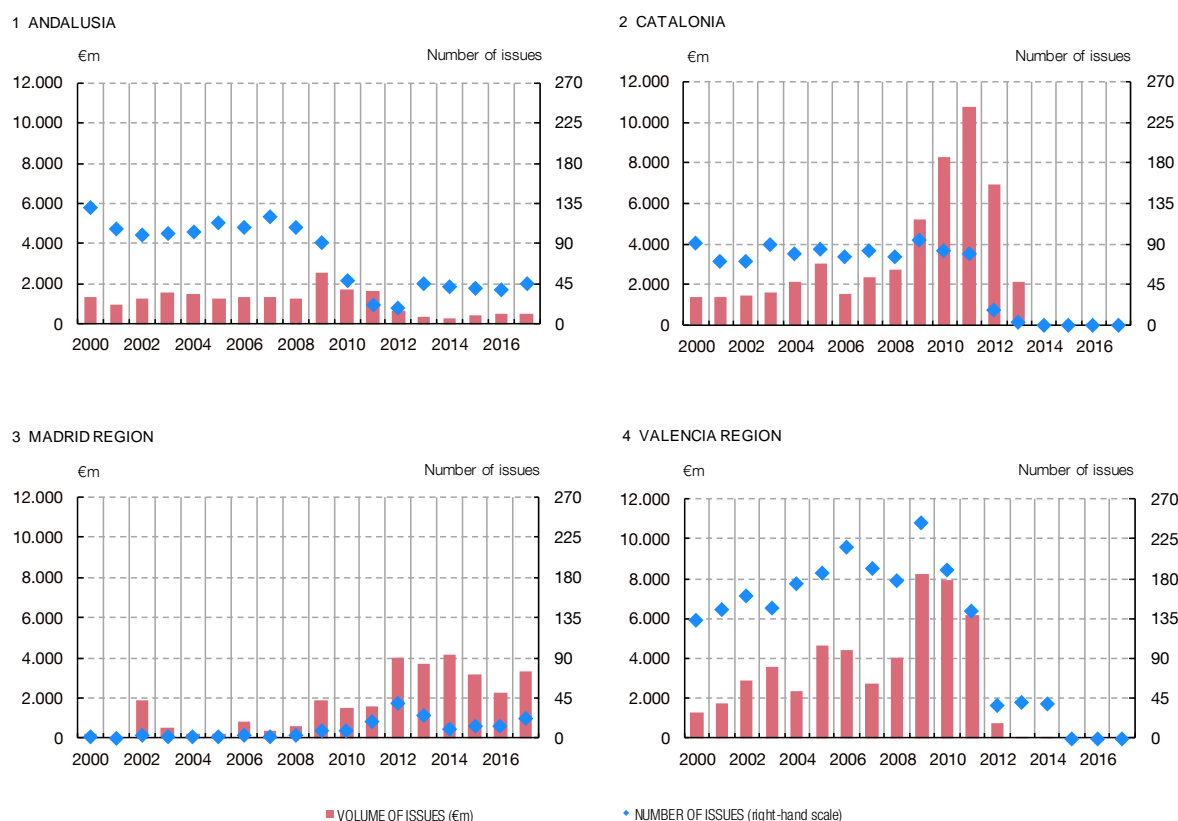 1 ANDALUSIA
€m Number of issues
12.000 270
10.000 225
8.000 180
6.000 135
4.000 90
2.000 45
0 0
2000 2002 2004 2006 2008 2010 2012 2014 2016
2 CATALONIA
€m Number of issues
12.000 270
10.000 225
8.000 180
6.000 135
4.000 90
2.000 45
0 0
2000 2002 2004 2006 2008 2010 2012 2014 2016
3 MADRID REGION
€m Number of issues
12.000 270
10.000 225
8.000 180
6.000 135
4.000 90
2.000 45
0 0
2000 2002 2004 2006 2008 2010 2012 2014 2016
4 VALENCIA REGION
€m Number of issues
12.000 270
10.000 225
8.000 180
6.000 135
4.000 90
2.000 45
0 0
2000 2002 2004 2006 2008 2010 2012 2014 2016
VOLUME OF ISSUES (€m) NUMBER OF ISSUES (right-hand scale)